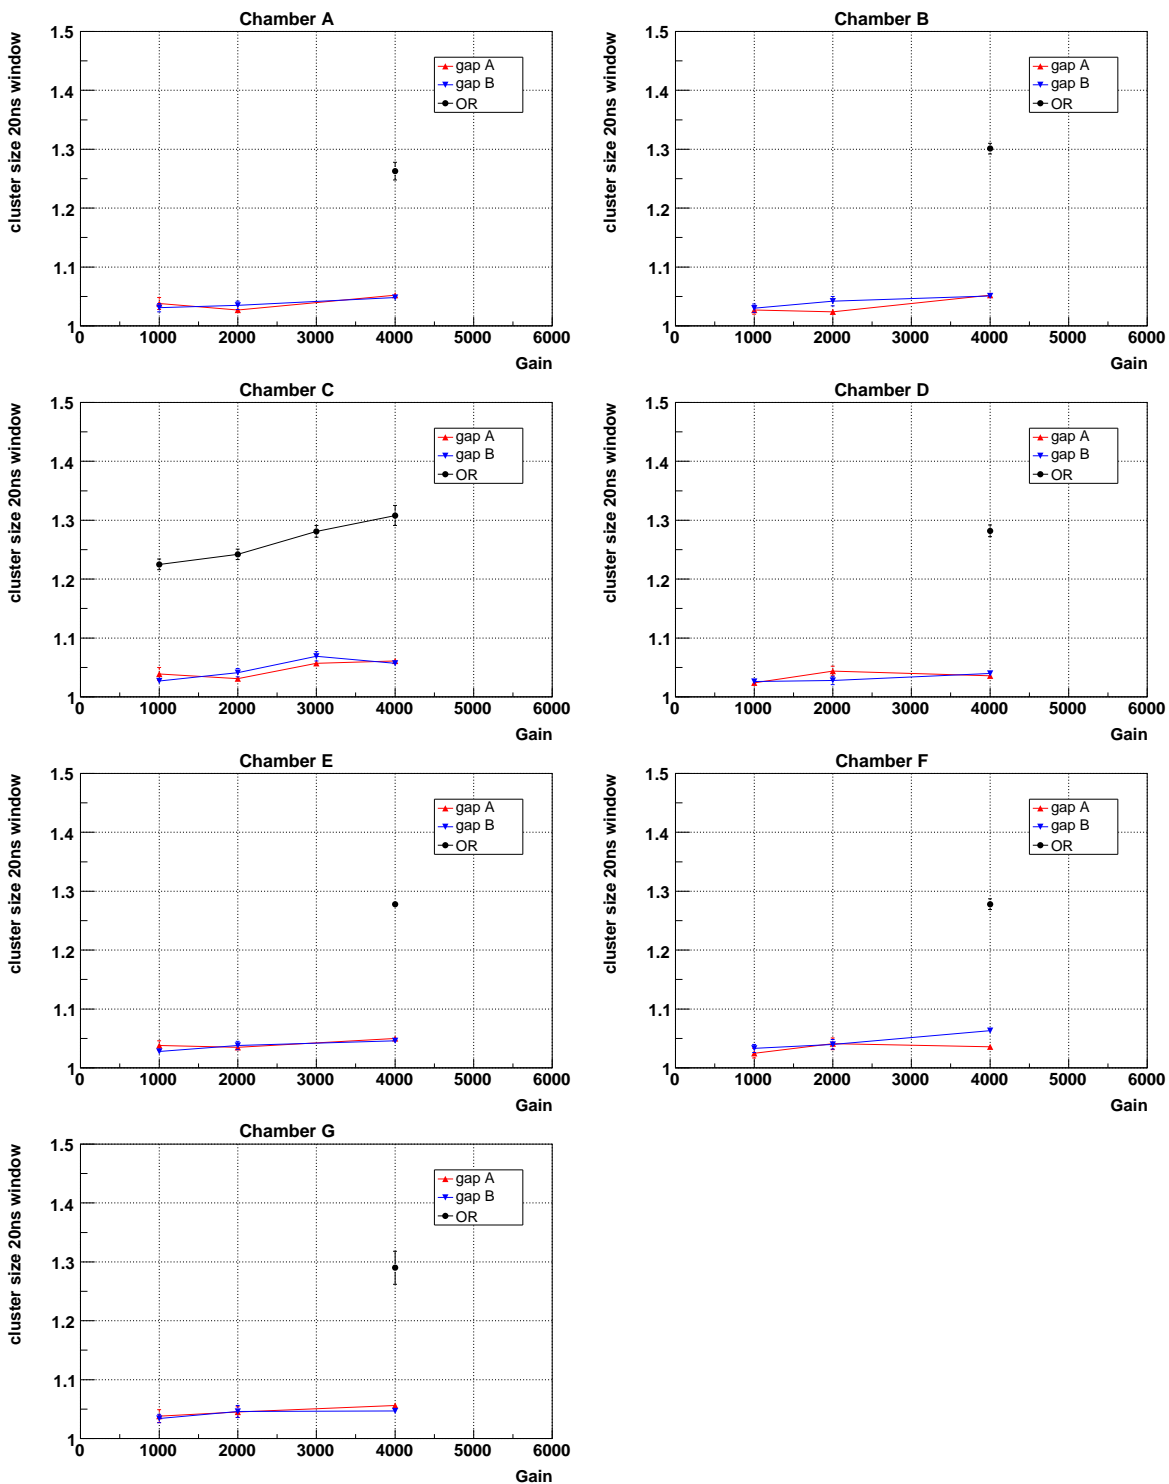 Chamber A
cluster size 20ns window
1.5
1.4
1.3
1.2
1.1
1
gap A
gap B
OR
0 1000 2000 3000 4000 5000 6000
Gain
Chamber B
cluster size 20ns window
1.5
1.4
1.3
1.2
1.1
1
gap A
gap B
OR
0 1000 2000 3000 4000 5000 6000
Gain
Chamber C
cluster size 20ns window
1.5
1.4
1.3
1.2
1.1
1
gap A
gap B
OR
0 1000 2000 3000 4000 5000 6000
Gain
Chamber D
cluster size 20ns window
1.5
1.4
1.3
1.2
1.1
1
gap A
gap B
OR
0 1000 2000 3000 4000 5000 6000
Gain
Chamber E
cluster size 20ns window
1.5
1.4
1.3
1.2
1.1
1
gap A
gap B
OR
0 1000 2000 3000 4000 5000 6000
Gain
Chamber F
cluster size 20ns window
1.5
1.4
1.3
1.2
1.1
1
gap A
gap B
OR
0 1000 2000 3000 4000 5000 6000
Gain
Chamber G
cluster size 20ns window
1.5
1.4
1.3
1.2
1.1
1
gap A
gap B
OR
0 1000 2000 3000 4000 5000 6000
Gain